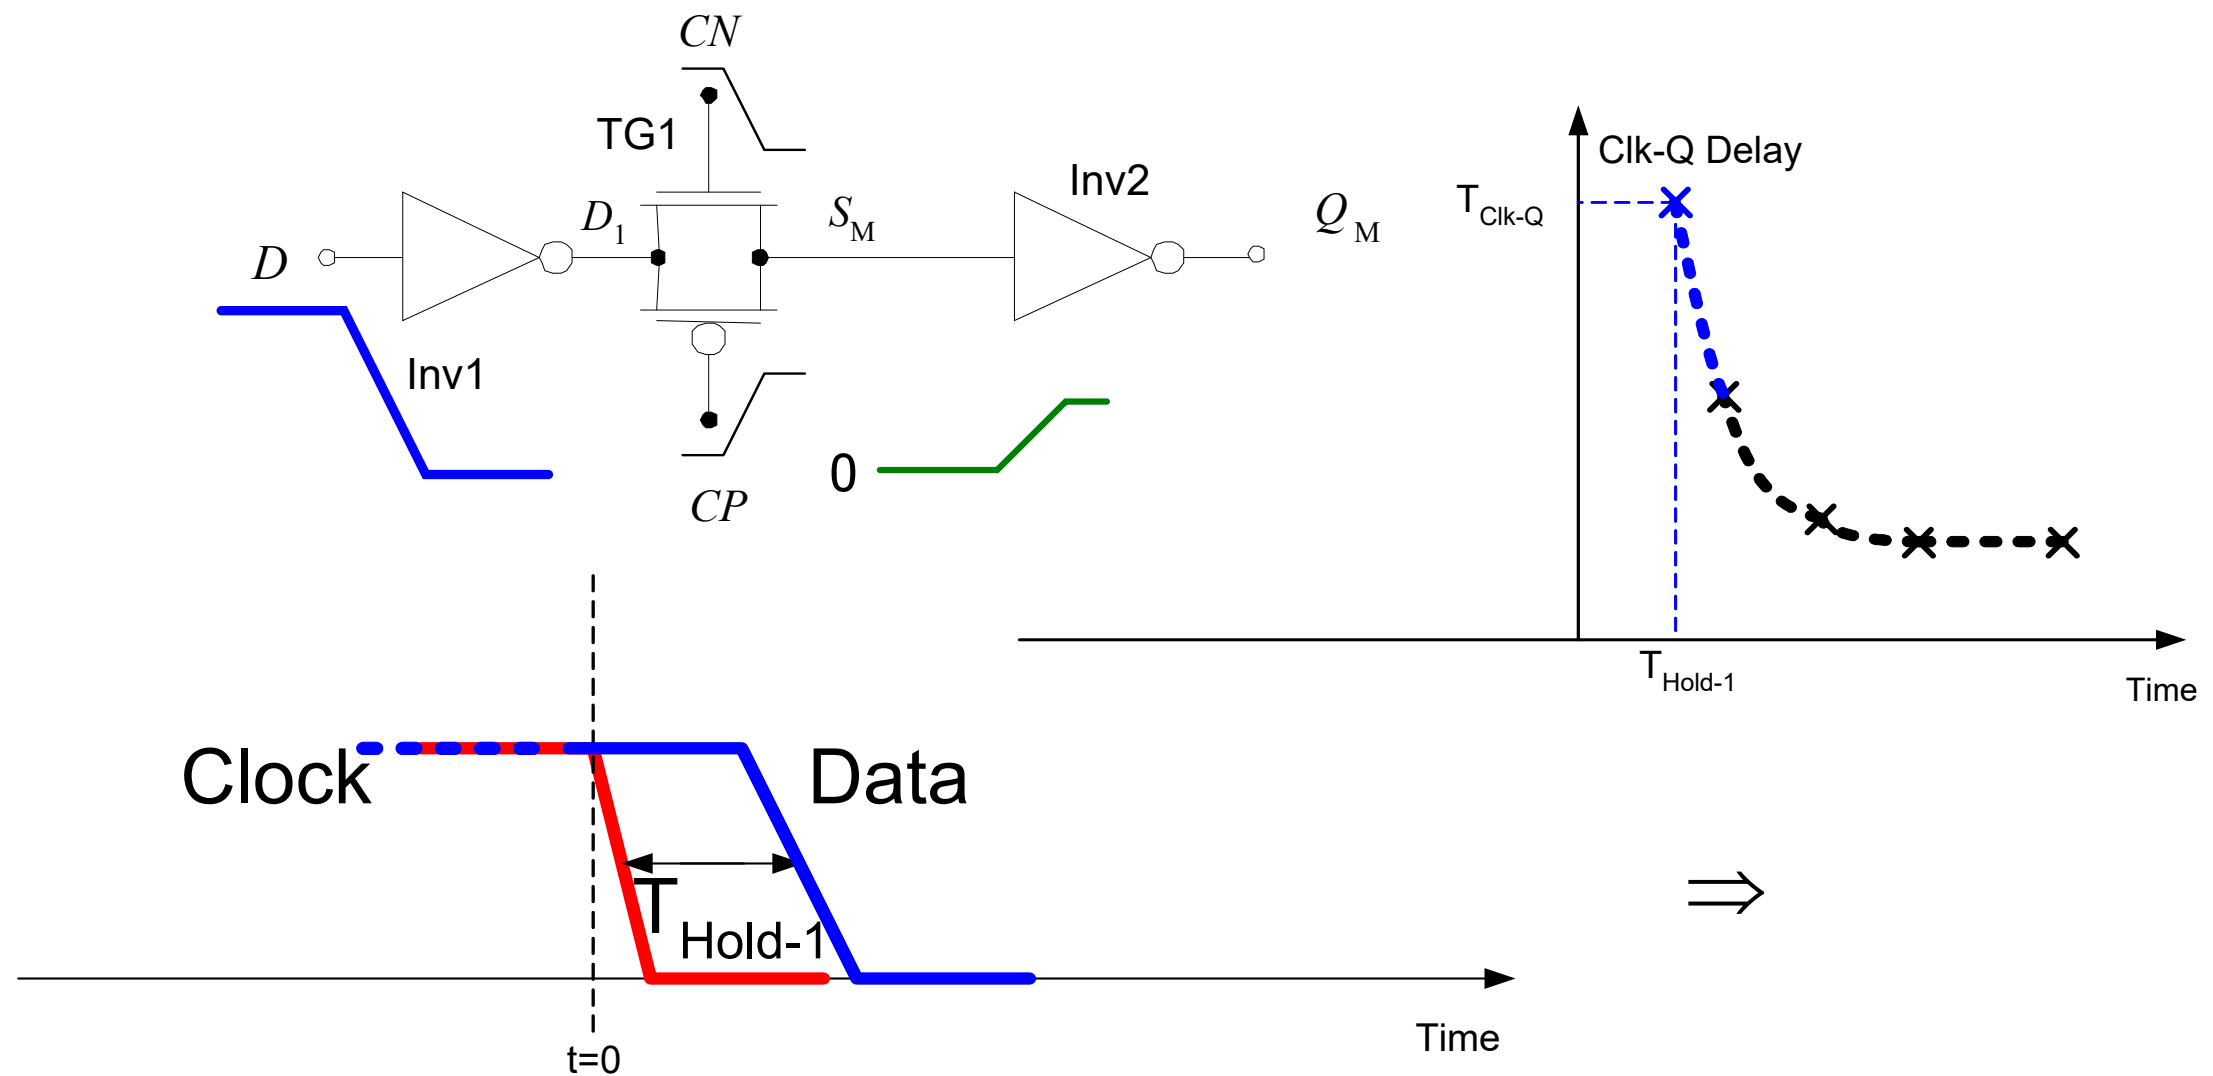 CN
TG1
Inv2
D
D1
SM
QM
Inv1
0
CP
Clk-Q Delay
TClk-Q
THold-1
Time
Clock
Data
THold-1
⇒
Time
t=0